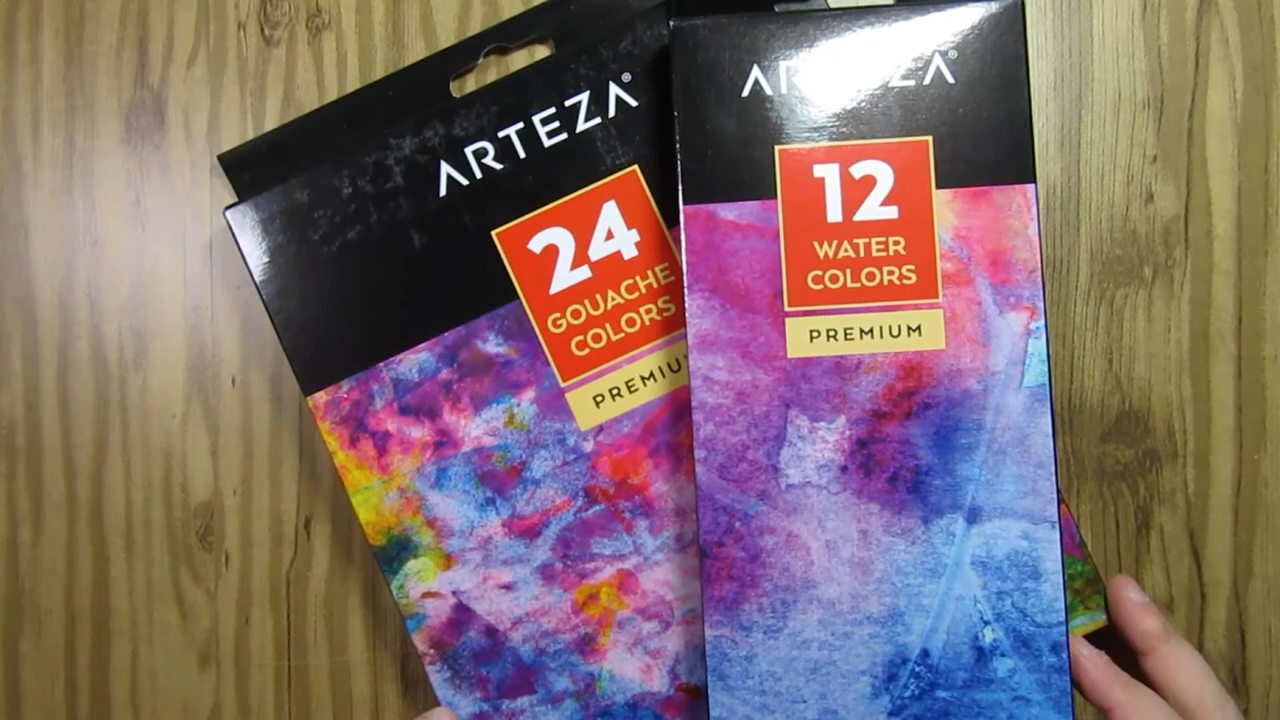 ARTEZA®
24
GOUACHE
COLORS
PREMIU
ARTEZA®
12
WATER
COLORS
PREMIUM